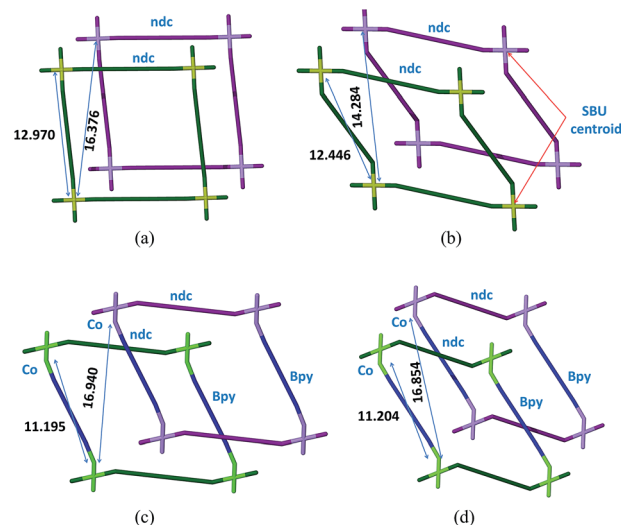 ndc
ndc
12.970
16.376
(a)
ndc
ndc
14.284
12.446
SBU
centroid
(b)
ndc
Co
ndc
Co
16.940
11.195
Bpy
Bpy
(c)
ndc
Co
ndc
Co
16.854
11.204
Bpy
Bpy
(d)